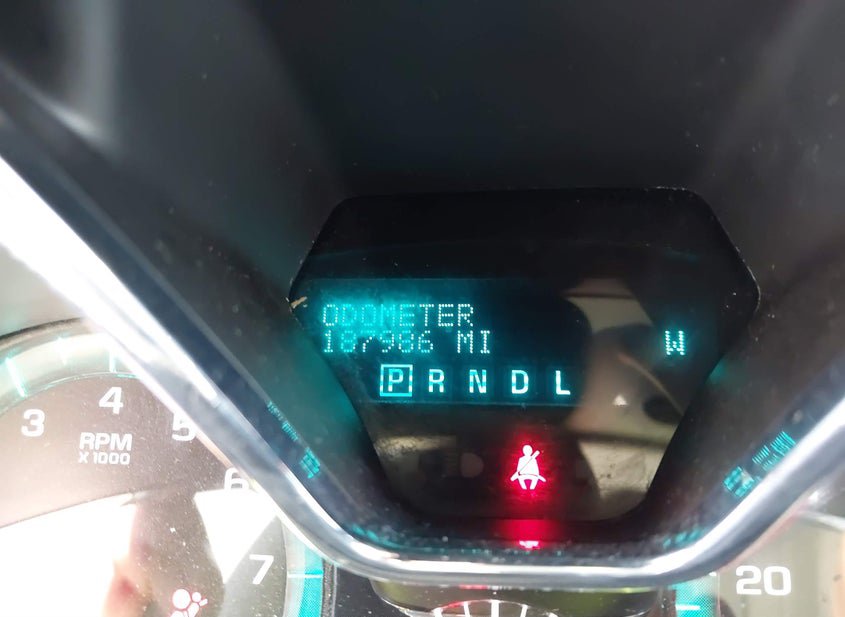 ODOMETER
187986 MI W
P R N D L
3
4
5
RPM
X 1000
6
7
20